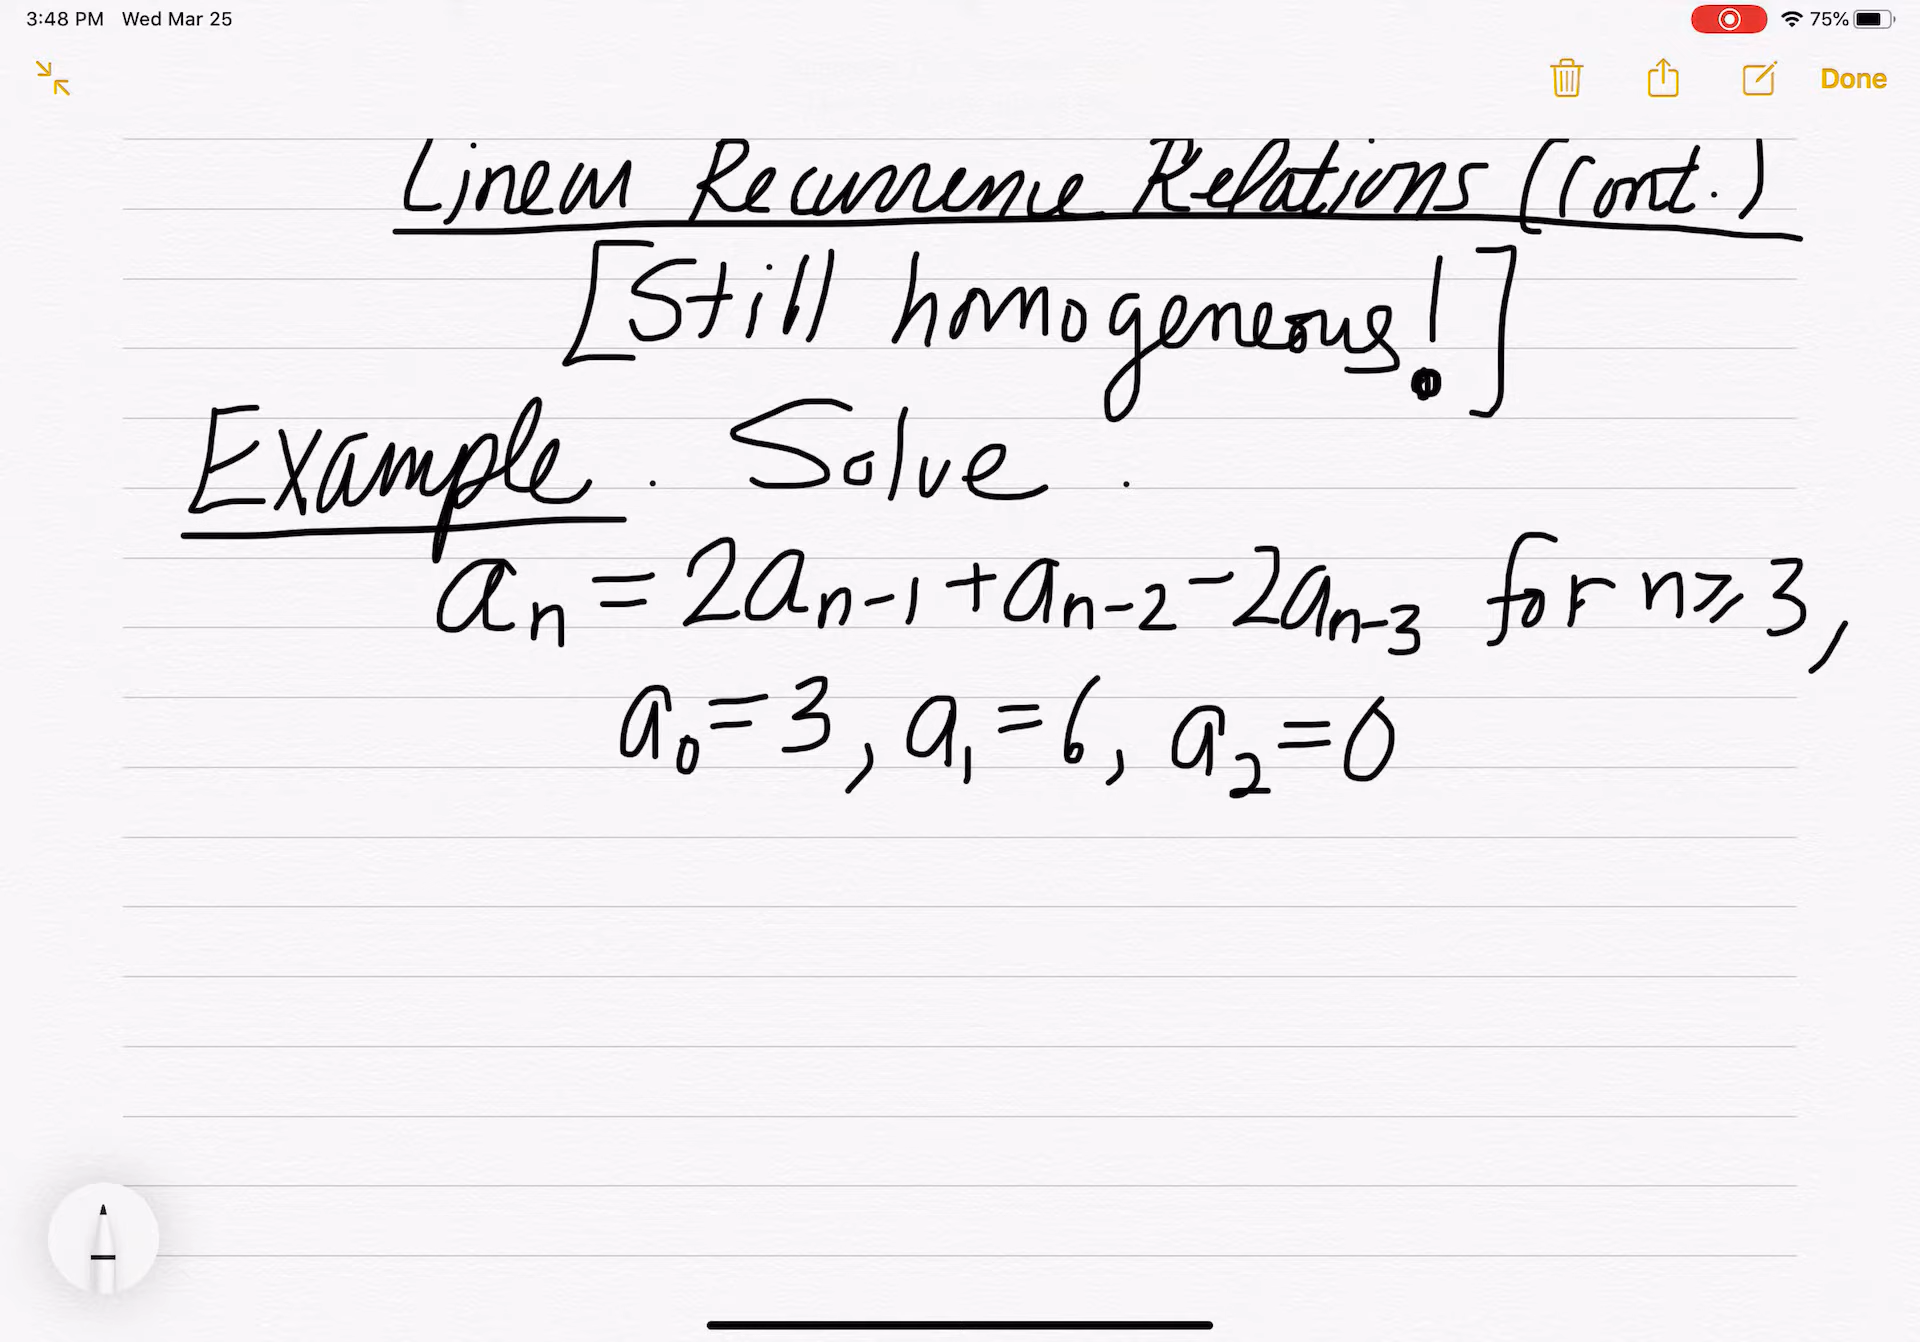 3:48 PM Wed Mar 25 75%
Done
Linear Recurrence Relations (Cont.)
[Still homogeneous!]
Example. Solve.
aₙ = 2aₙ₋₁ + aₙ₋₂ - 2aₙ₋₃ for n ≥ 3,
a₀ = 3, a₁ = 6, a₂ = 0